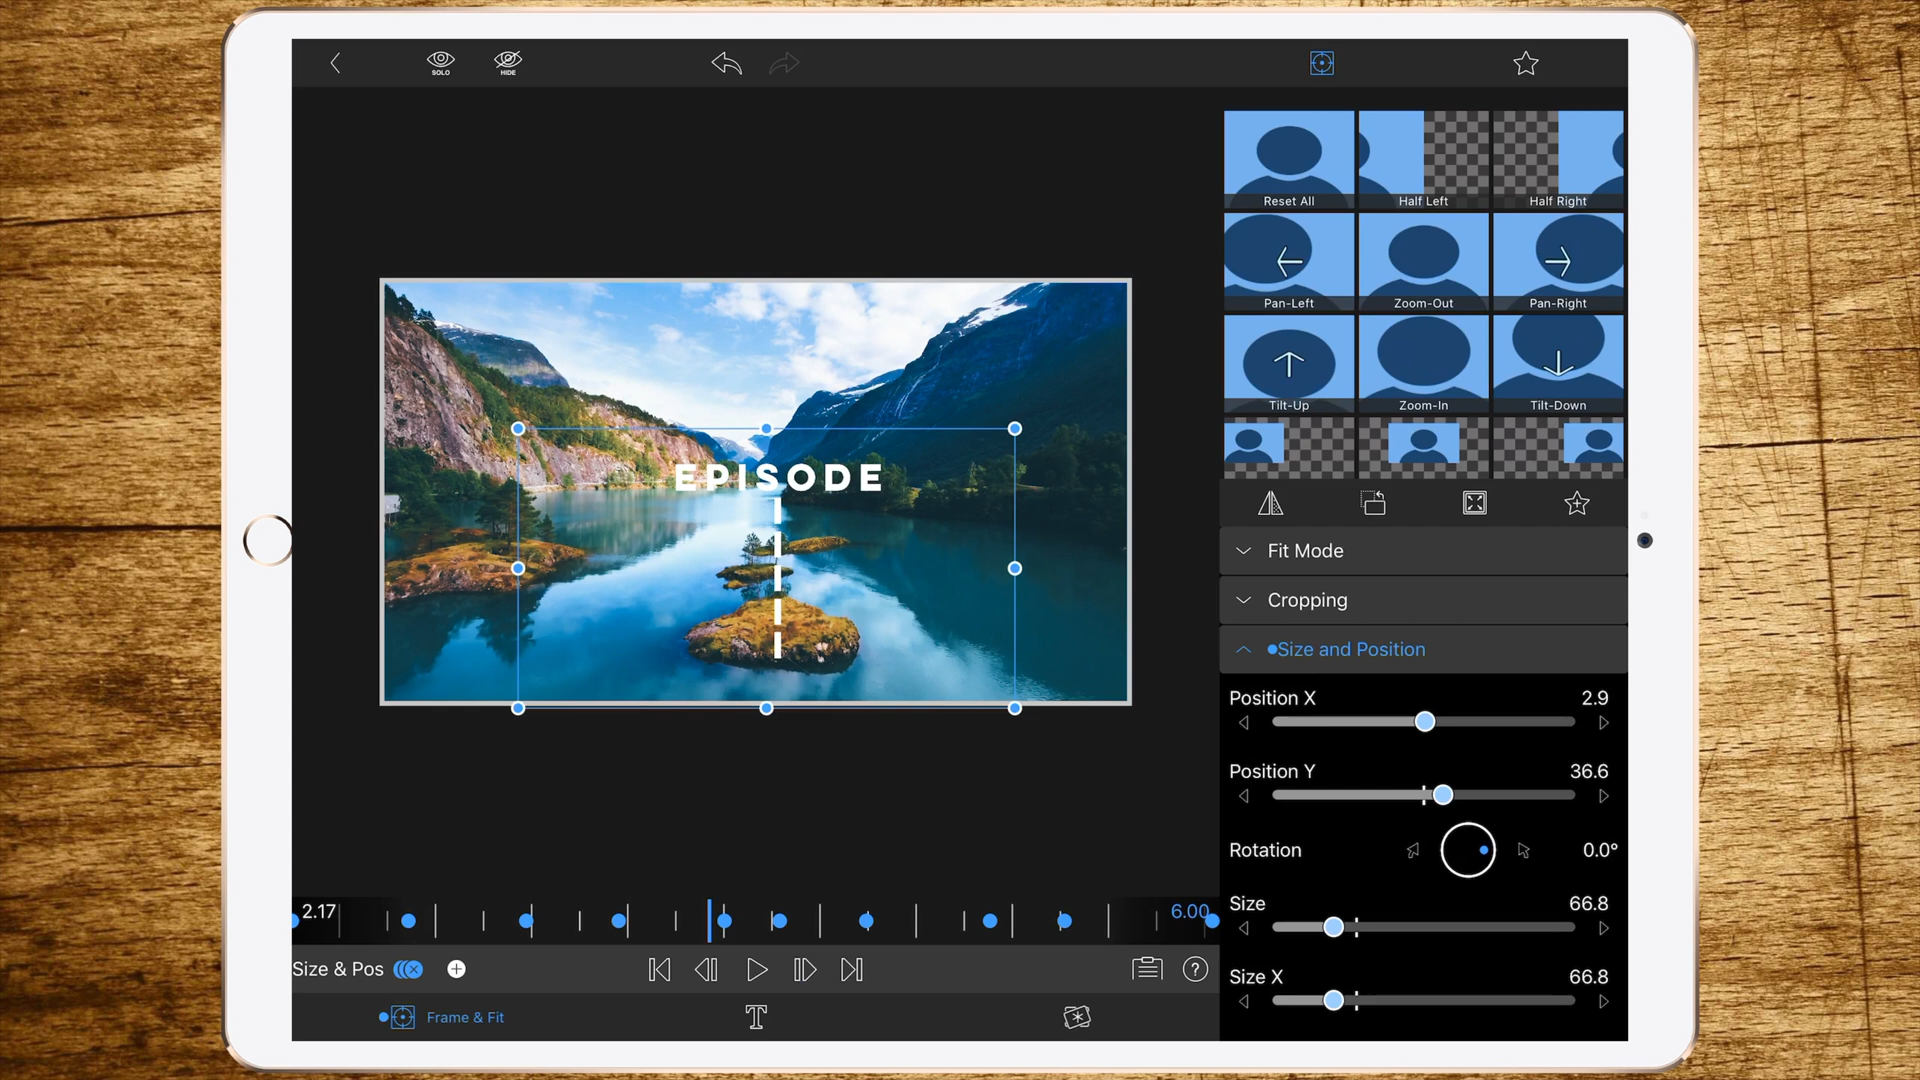 SOLO
HIDE
Reset All
Half Left
Half Right
Pan-Left
Zoom-Out
Pan-Right
Tilt-Up
Zoom-In
Tilt-Down
EPISODE
Fit Mode
Cropping
Size and Position
Position X 2.9
Position Y 36.6
Rotation 0.0°
Size 66.8
Size X 66.8
2.17
6.00
Size & Pos
?
Frame & Fit
T